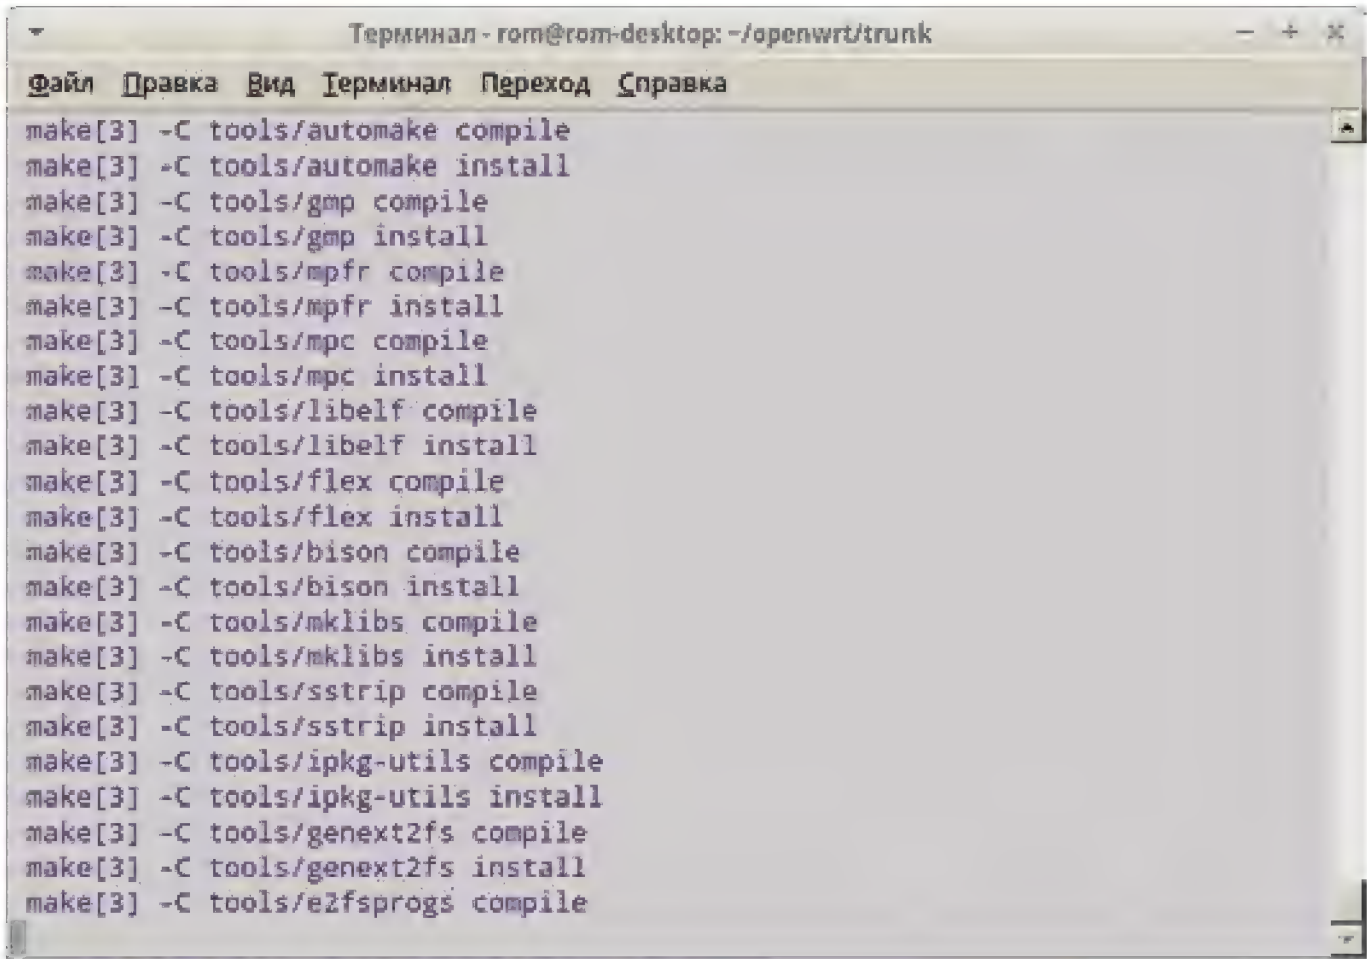 Терминал - rom@rom-desktop: ~/openwrt/trunk
Файл Правка Вид Терминал Переход Справка
make[3] -C tools/automake compile
make[3] -C tools/automake install
make[3] -C tools/gmp compile
make[3] -C tools/gmp install
make[3] -C tools/mpfr compile
make[3] -C tools/mpfr install
make[3] -C tools/mpc compile
make[3] -C tools/mpc install
make[3] -C tools/libelf compile
make[3] -C tools/libelf install
make[3] -C tools/flex compile
make[3] -C tools/flex install
make[3] -C tools/bison compile
make[3] -C tools/bison install
make[3] -C tools/mklibs compile
make[3] -C tools/mklibs install
make[3] -C tools/sstrip compile
make[3] -C tools/sstrip install
make[3] -C tools/ipkg-utils compile
make[3] -C tools/ipkg-utils install
make[3] -C tools/genext2fs compile
make[3] -C tools/genext2fs install
make[3] -C tools/e2fsprogs compile